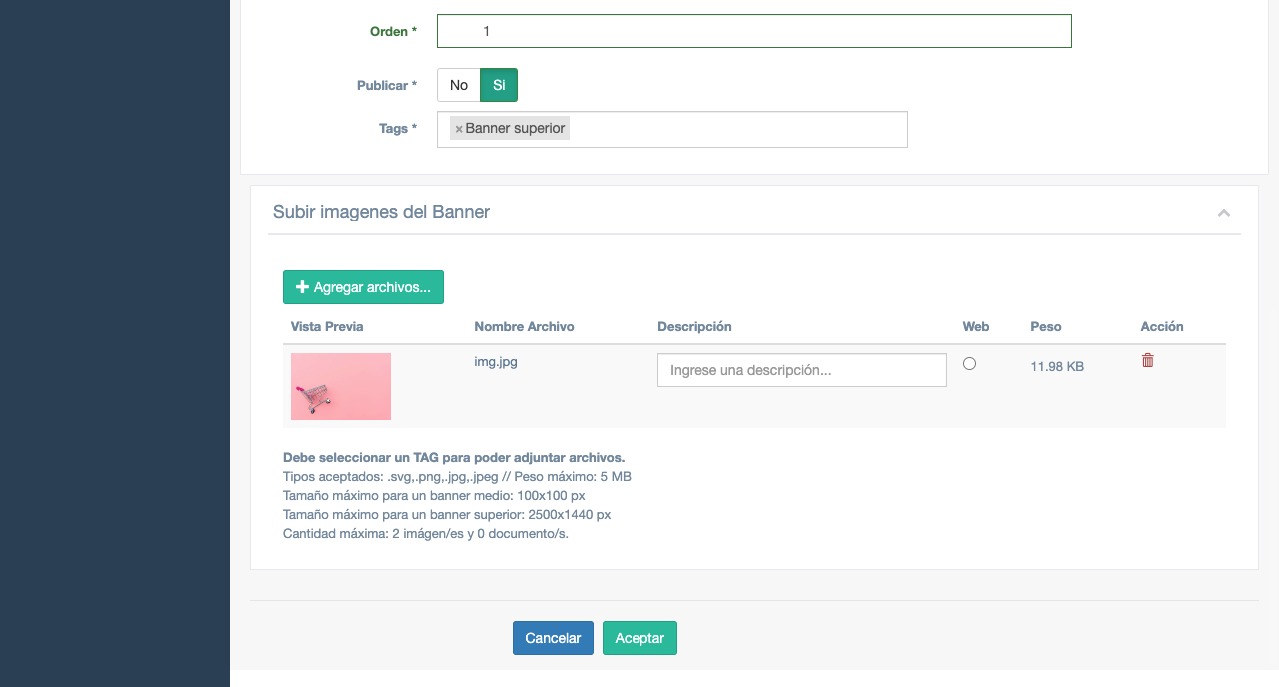 Orden * 1
Publicar * No Si
Tags * × Banner superior
Subir imagenes del Banner
Agregar archivos...
Vista Previa Nombre Archivo Descripción Web Peso Acción
img.jpg Ingrese una descripción... 11.98 KB
Debe seleccionar un TAG para poder adjuntar archivos.
Tipos aceptados: .svg,.png,.jpg,.jpeg // Peso máximo: 5 MB
Tamaño máximo para un banner medio: 100x100 px
Tamaño máximo para un banner superior: 2500x1440 px
Cantidad máxima: 2 imágen/es y 0 documento/s.
Cancelar Aceptar